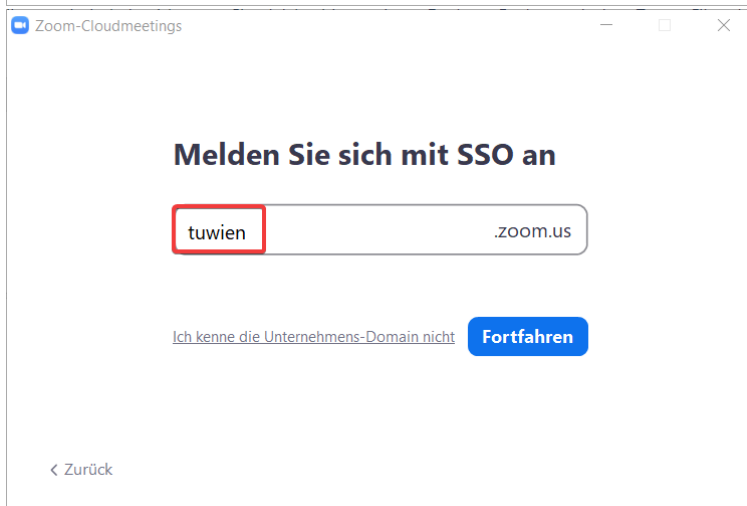 Zoom-Cloudmeetings
Melden Sie sich mit SSO an
tuwien .zoom.us
Ich kenne die Unternehmens-Domain nicht Fortfahren
Zurück